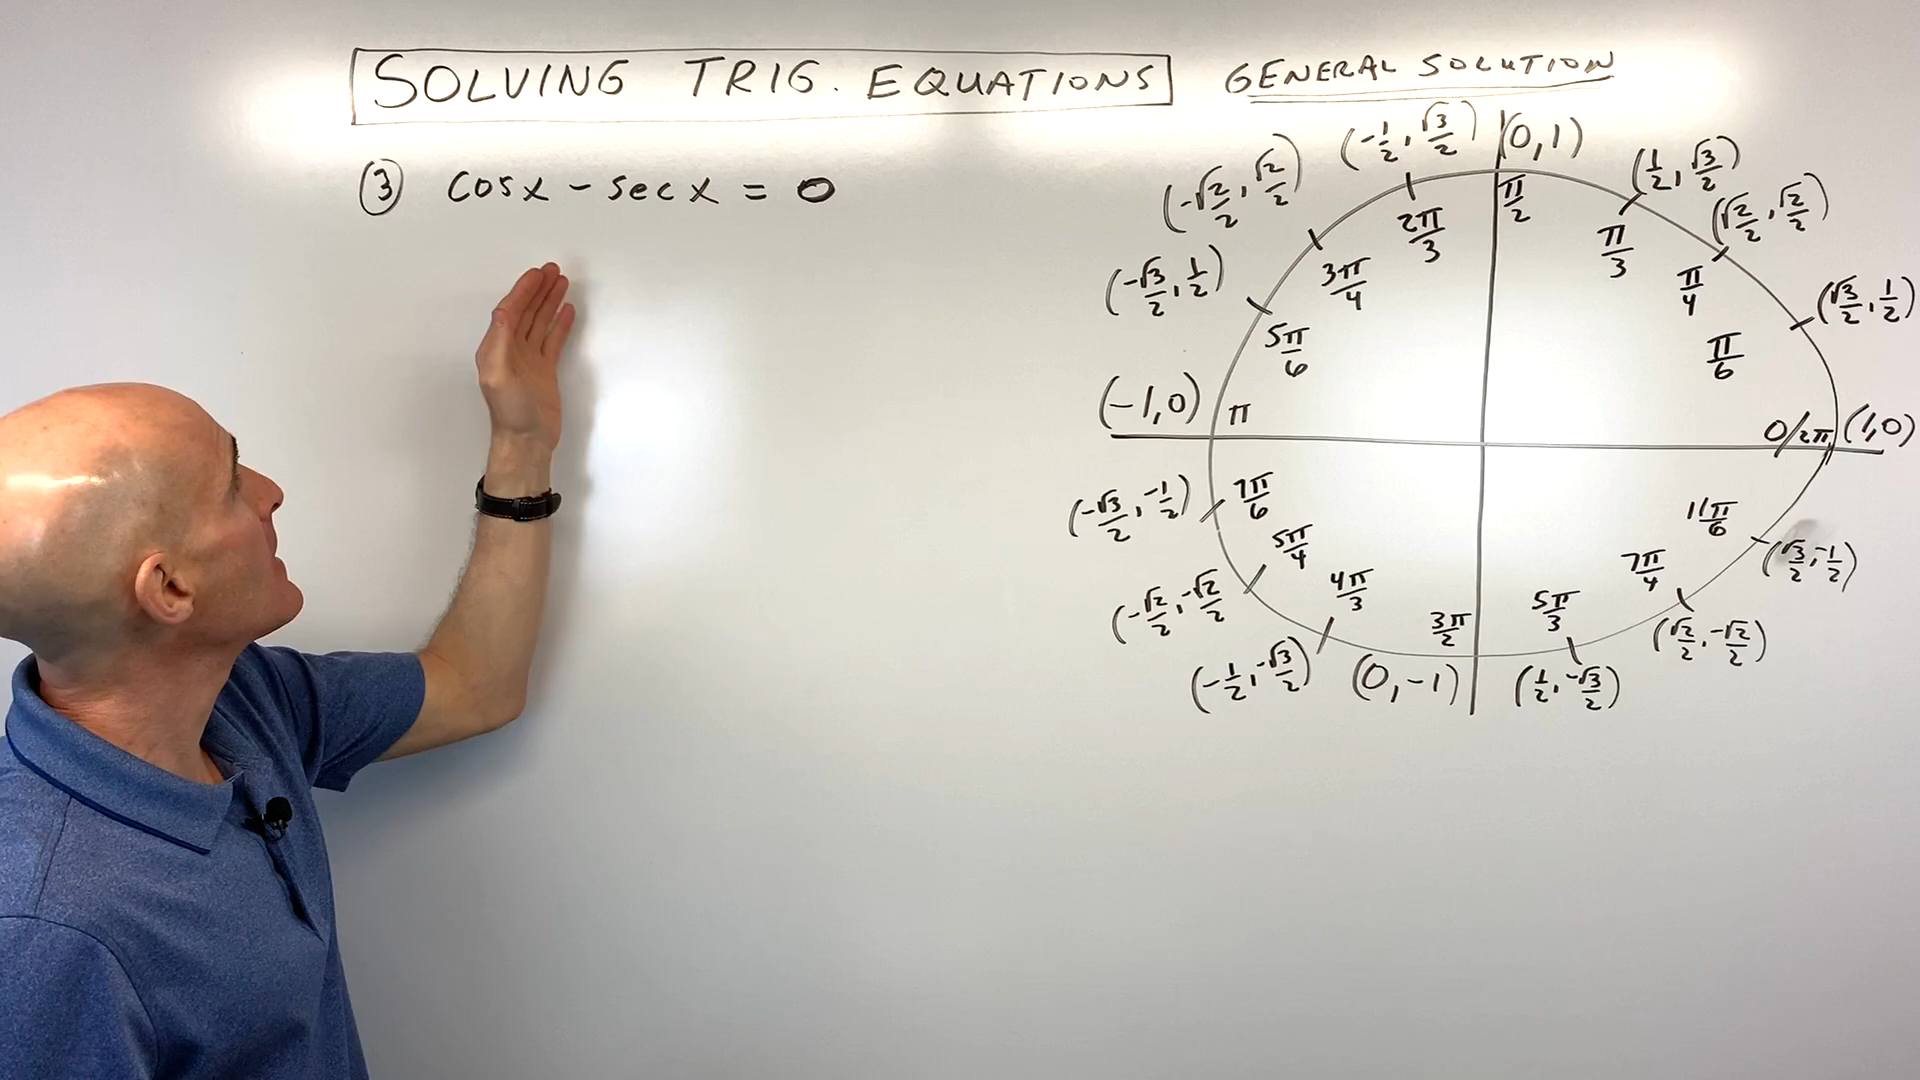 SOLVING TRIG. EQUATIONS
GENERAL SOLUTION
③ cosx - secx = 0
(-1/2, √3/2)
(0,1)
(1/2, √3/2)
(-√2/2, √2/2)
π/2
(√2/2, √2/2)
2π/3
π/3
(-√3/2, 1/2)
3π/4
π/4
(√3/2, 1/2)
5π/6
π/6
(-1,0)
π
0/2π
(1,0)
(-√3/2, -1/2)
7π/6
11π/6
(√3/2, -1/2)
5π/4
7π/4
(-√2/2, -√2/2)
4π/3
3π/2
5π/3
(√2/2, -√2/2)
(-1/2, -√3/2)
(0,-1)
(1/2, -√3/2)